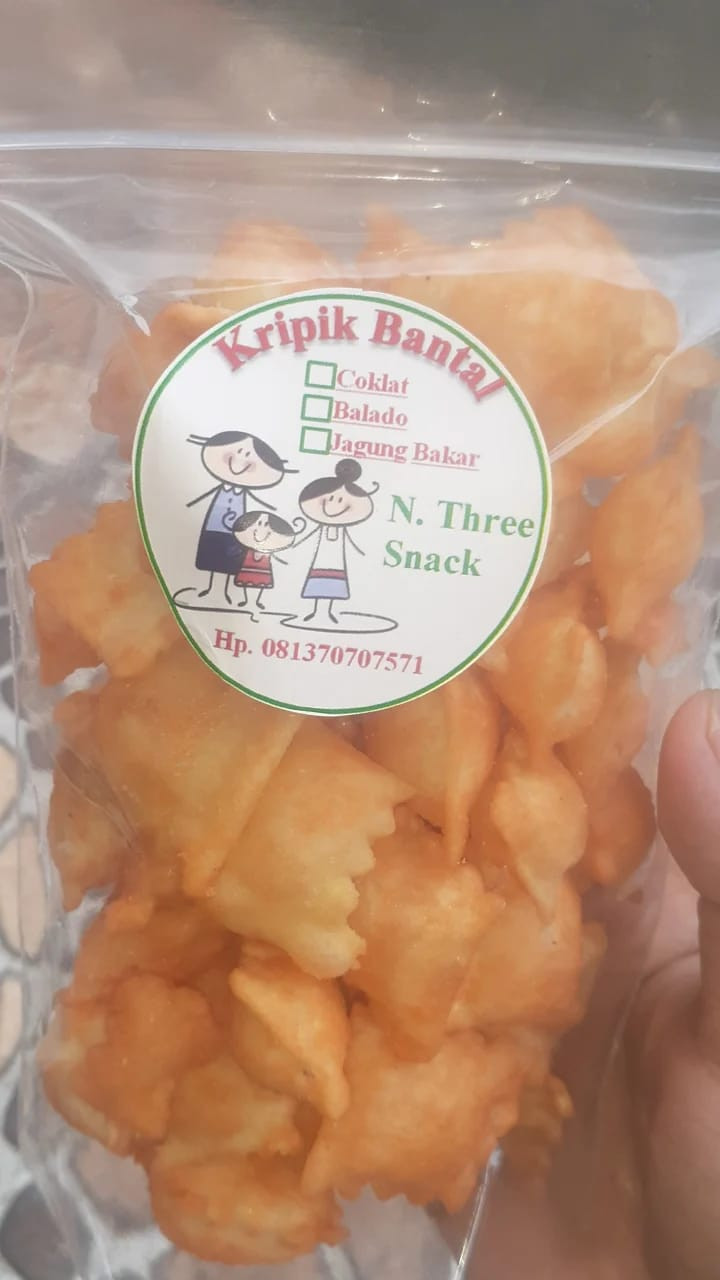 Kripik Bantal
Coklat
Balado
Jagung Bakar
N. Three
Snack
Hp. 081370707571